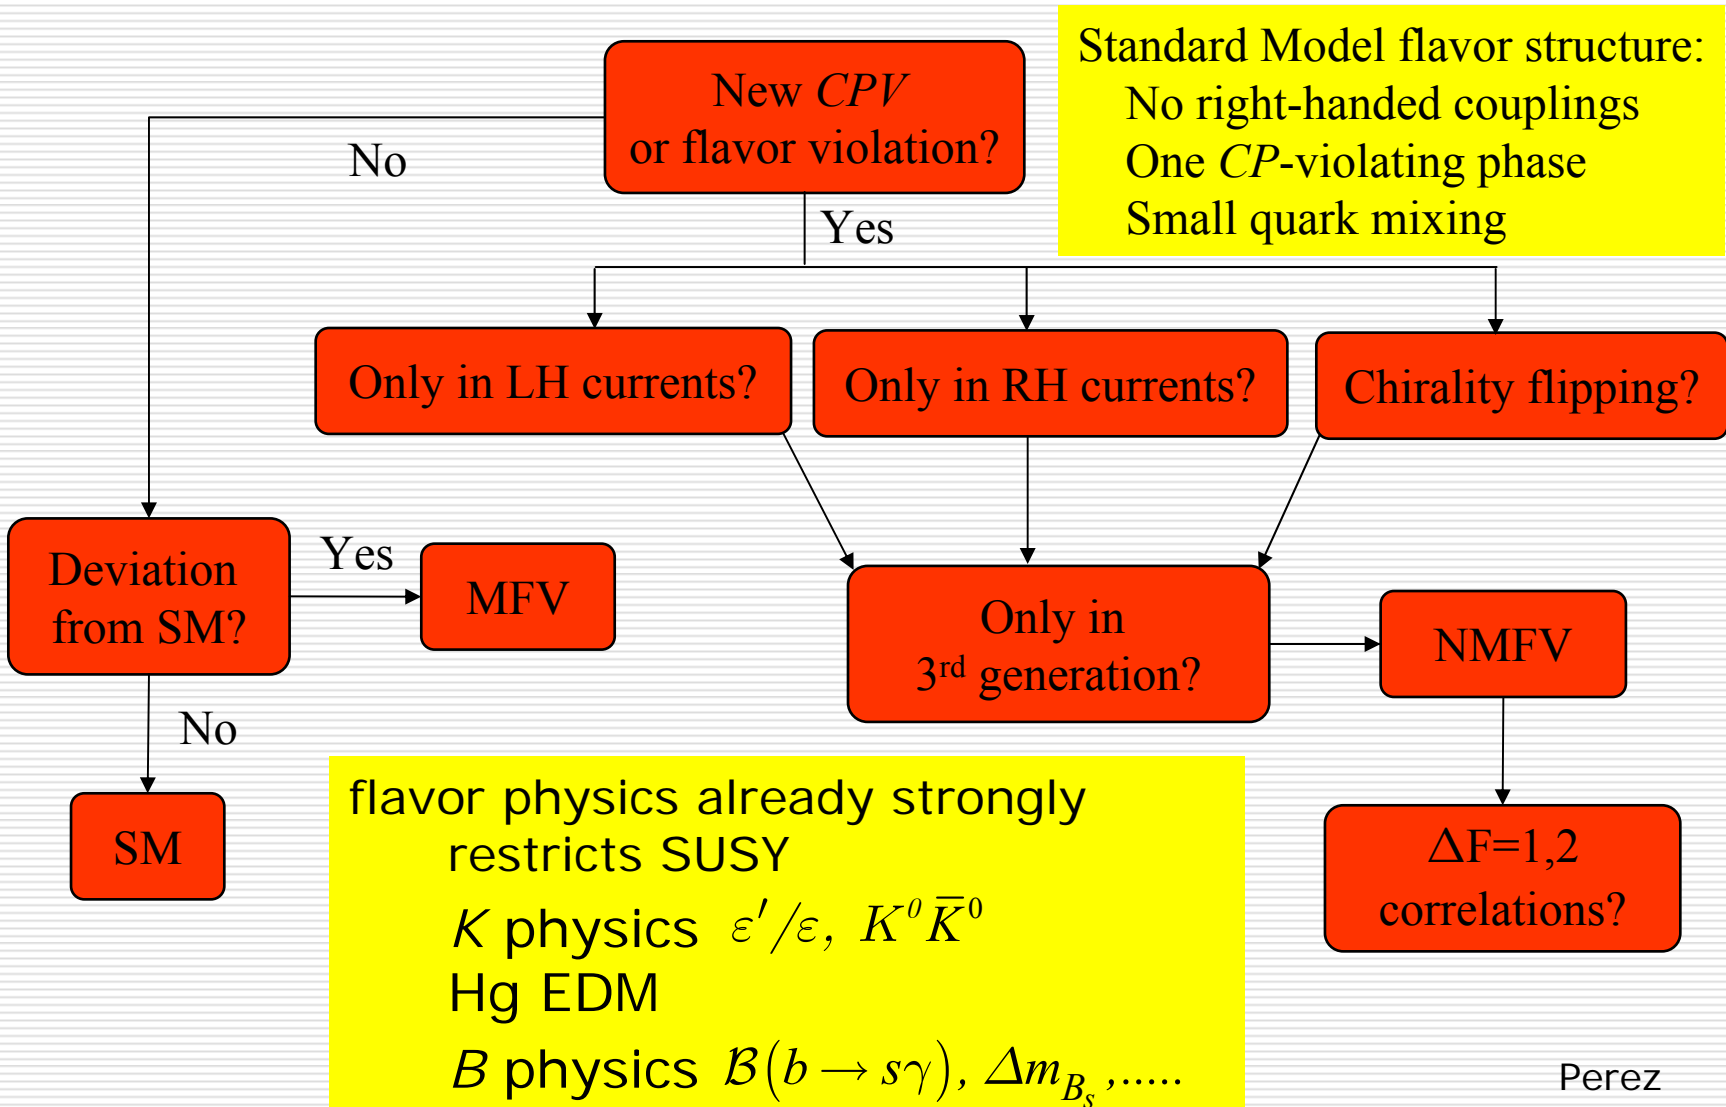 New CPV
or flavor violation?
Standard Model flavor structure:
No right-handed couplings
One CP-violating phase
Small quark mixing
No
Yes
Only in LH currents?
Only in RH currents?
Chirality flipping?
Deviation
from SM?
Yes
MFV
Only in
3rd generation?
NMFV
No
SM
flavor physics already strongly
restricts SUSY
K physics ε′/ε, K⁰K̅⁰
Hg EDM
B physics ℬ(b → sγ), Δm_{B_s},.....
ΔF=1,2
correlations?
Perez